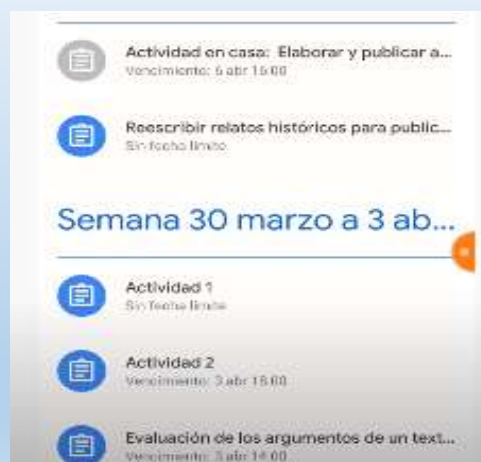 Actividad en casa: Elaborar y publicar a...
Vencimiento: 6 abr 16:00
Reescribir relatos históricos para public...
Sin fecha límite
Semana 30 marzo a 3 ab...
Actividad 1
Sin fecha límite
Actividad 2
Vencimiento: 3 abr 18:00
Evaluación de los argumentos de un text...
Vencimiento: 3 abr 14:00